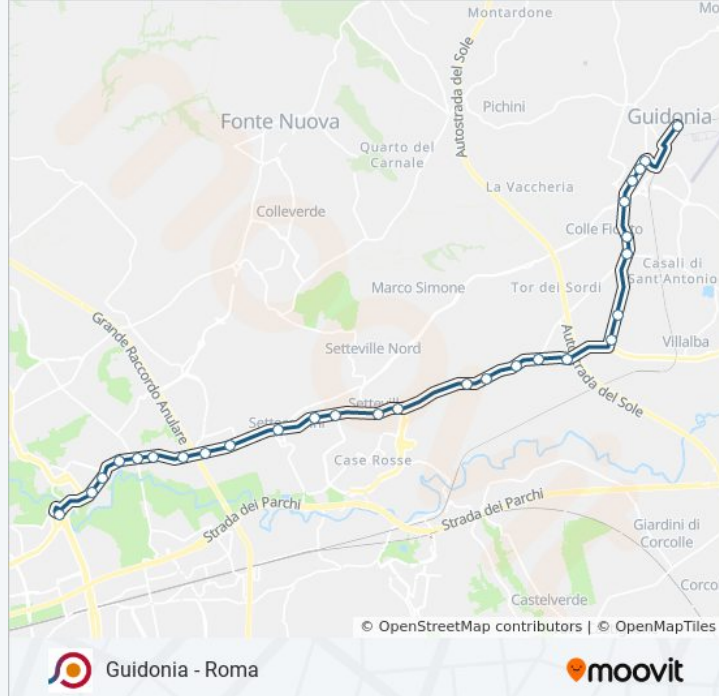 Montardone
Mo
Autostrada del Sole
Pichini
Guidonia
Fonte Nuova
Quarto del
Carnale
La Vaccheria
Colleverde
Colle Fiorito
Casali di
Sant'Antonio
Marco Simone
Tor dei Sordi
Grande Raccordo Anulare
Setteville Nord
Villalba
Autostrada del Sole
Case Rosse
Strada dei Parchi
Strada dei Parchi
Giardini di
Corcolle
Castelverde
Corco
© OpenStreetMap contributors | © OpenMapTiles
Guidonia - Roma
moovit